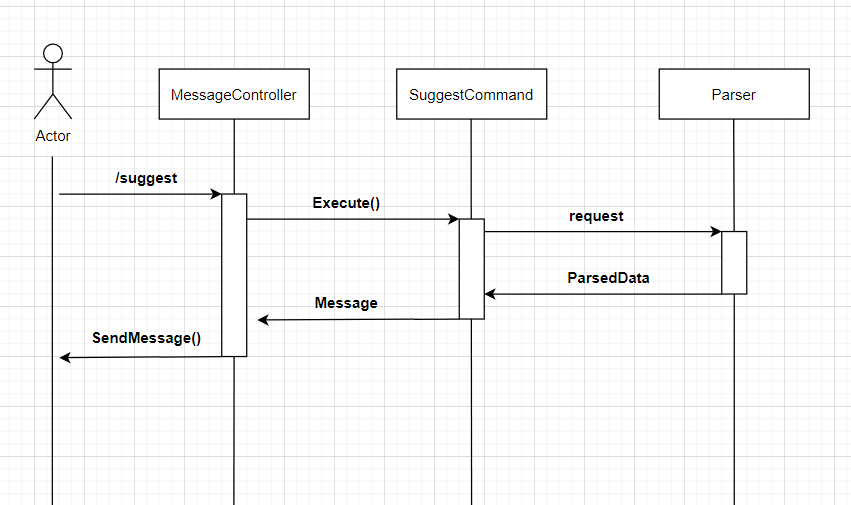 MessageController
SuggestCommand
Parser
Actor
/suggest
Execute()
request
ParsedData
Message
SendMessage()